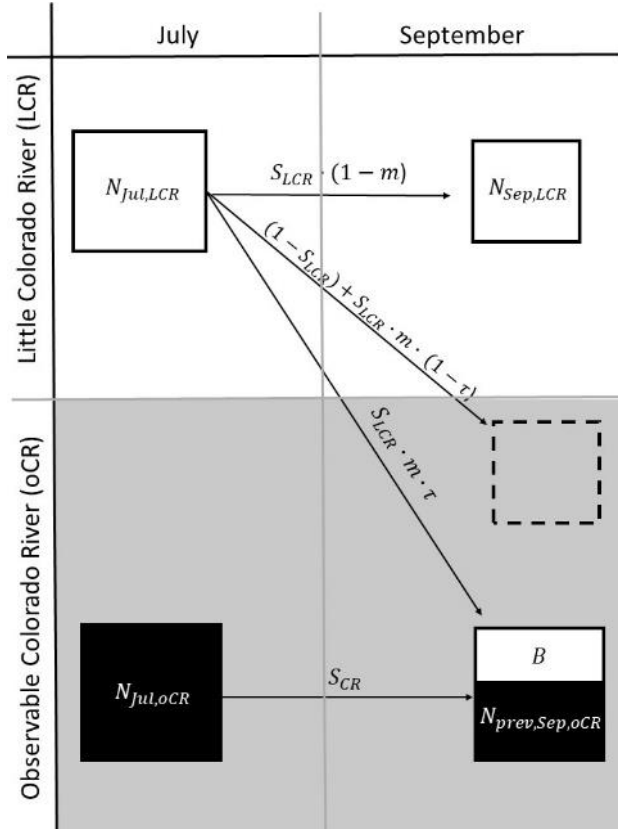 July
September
Little Colorado River (LCR)
Observable Colorado River (oCR)
N_{Jul,LCR}
S_{LCR} · (1 − m)
N_{Sep,LCR}
(1 − S_{LCR}) + S_{LCR} · m · (1 − τ)
S_{LCR} · m · τ
N_{Jul,oCR}
S_{CR}
B
N_{prev,Sep,oCR}